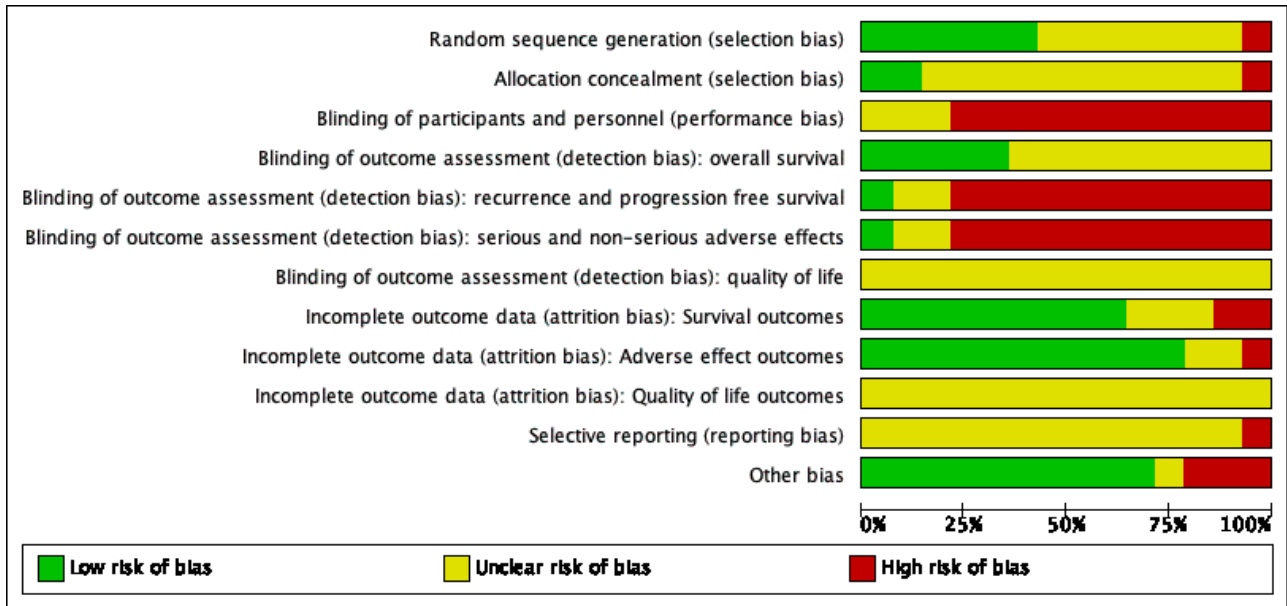 Random sequence generation (selection bias)
Allocation concealment (selection bias)
Blinding of participants and personnel (performance bias)
Blinding of outcome assessment (detection bias): overall survival
Blinding of outcome assessment (detection bias): recurrence and progression free survival
Blinding of outcome assessment (detection bias): serious and non-serious adverse effects
Blinding of outcome assessment (detection bias): quality of life
Incomplete outcome data (attrition bias): Survival outcomes
Incomplete outcome data (attrition bias): Adverse effect outcomes
Incomplete outcome data (attrition bias): Quality of life outcomes
Selective reporting (reporting bias)
Other bias
0% 25% 50% 75% 100%
Low risk of bias Unclear risk of bias High risk of bias